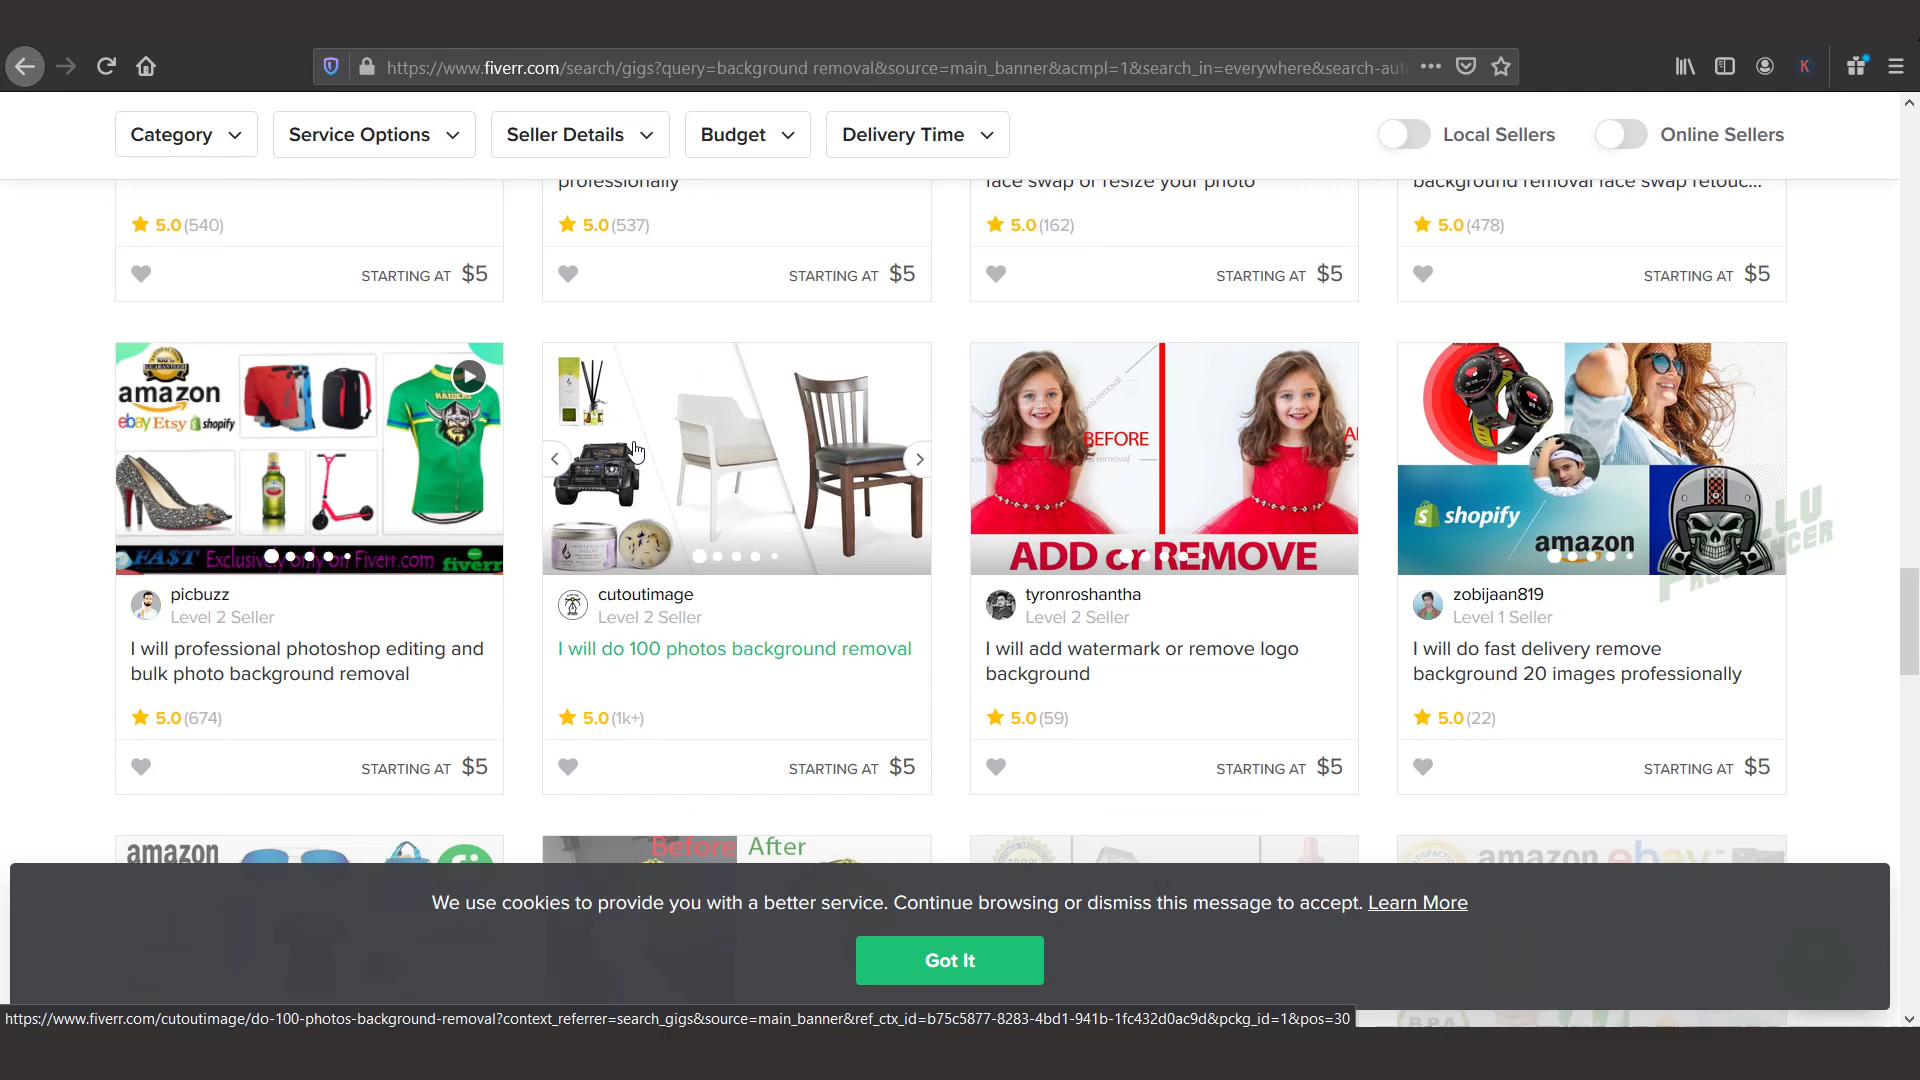 https://www.fiverr.com/search/gigs?query=background removal&source=main_banner&acmpl=1&search_in=everywhere&search-aut
K
Category
Service Options
Seller Details
Budget
Delivery Time
Local Sellers
Online Sellers
professionally
face swap or resize your photo
background removal face swap retouc...
5.0 (540)
5.0 (537)
5.0 (162)
5.0 (478)
STARTING AT $5
STARTING AT $5
STARTING AT $5
STARTING AT $5
amazon
ebay Etsy shopify
RAIDERS
FA$T Exclusively only on Fiverr.com fiverr
BEFORE
removal
ADD or REMOVE
shopify
amazon
picbuzz
Level 2 Seller
I will professional photoshop editing and
bulk photo background removal
5.0 (674)
STARTING AT $5
cutoutimage
Level 2 Seller
I will do 100 photos background removal
5.0 (1k+)
STARTING AT $5
tyronroshantha
Level 2 Seller
I will add watermark or remove logo
background
5.0 (59)
STARTING AT $5
zobijaan819
Level 1 Seller
I will do fast delivery remove
background 20 images professionally
5.0 (22)
STARTING AT $5
amazon
Before After
amazon ebay
We use cookies to provide you with a better service. Continue browsing or dismiss this message to accept. Learn More
Got It
https://www.fiverr.com/cutoutimage/do-100-photos-background-removal?context_referrer=search_gigs&source=main_banner&ref_ctx_id=b75c5877-8283-4bd1-941b-1fc432d0ac9d&pckg_id=1&pos=30